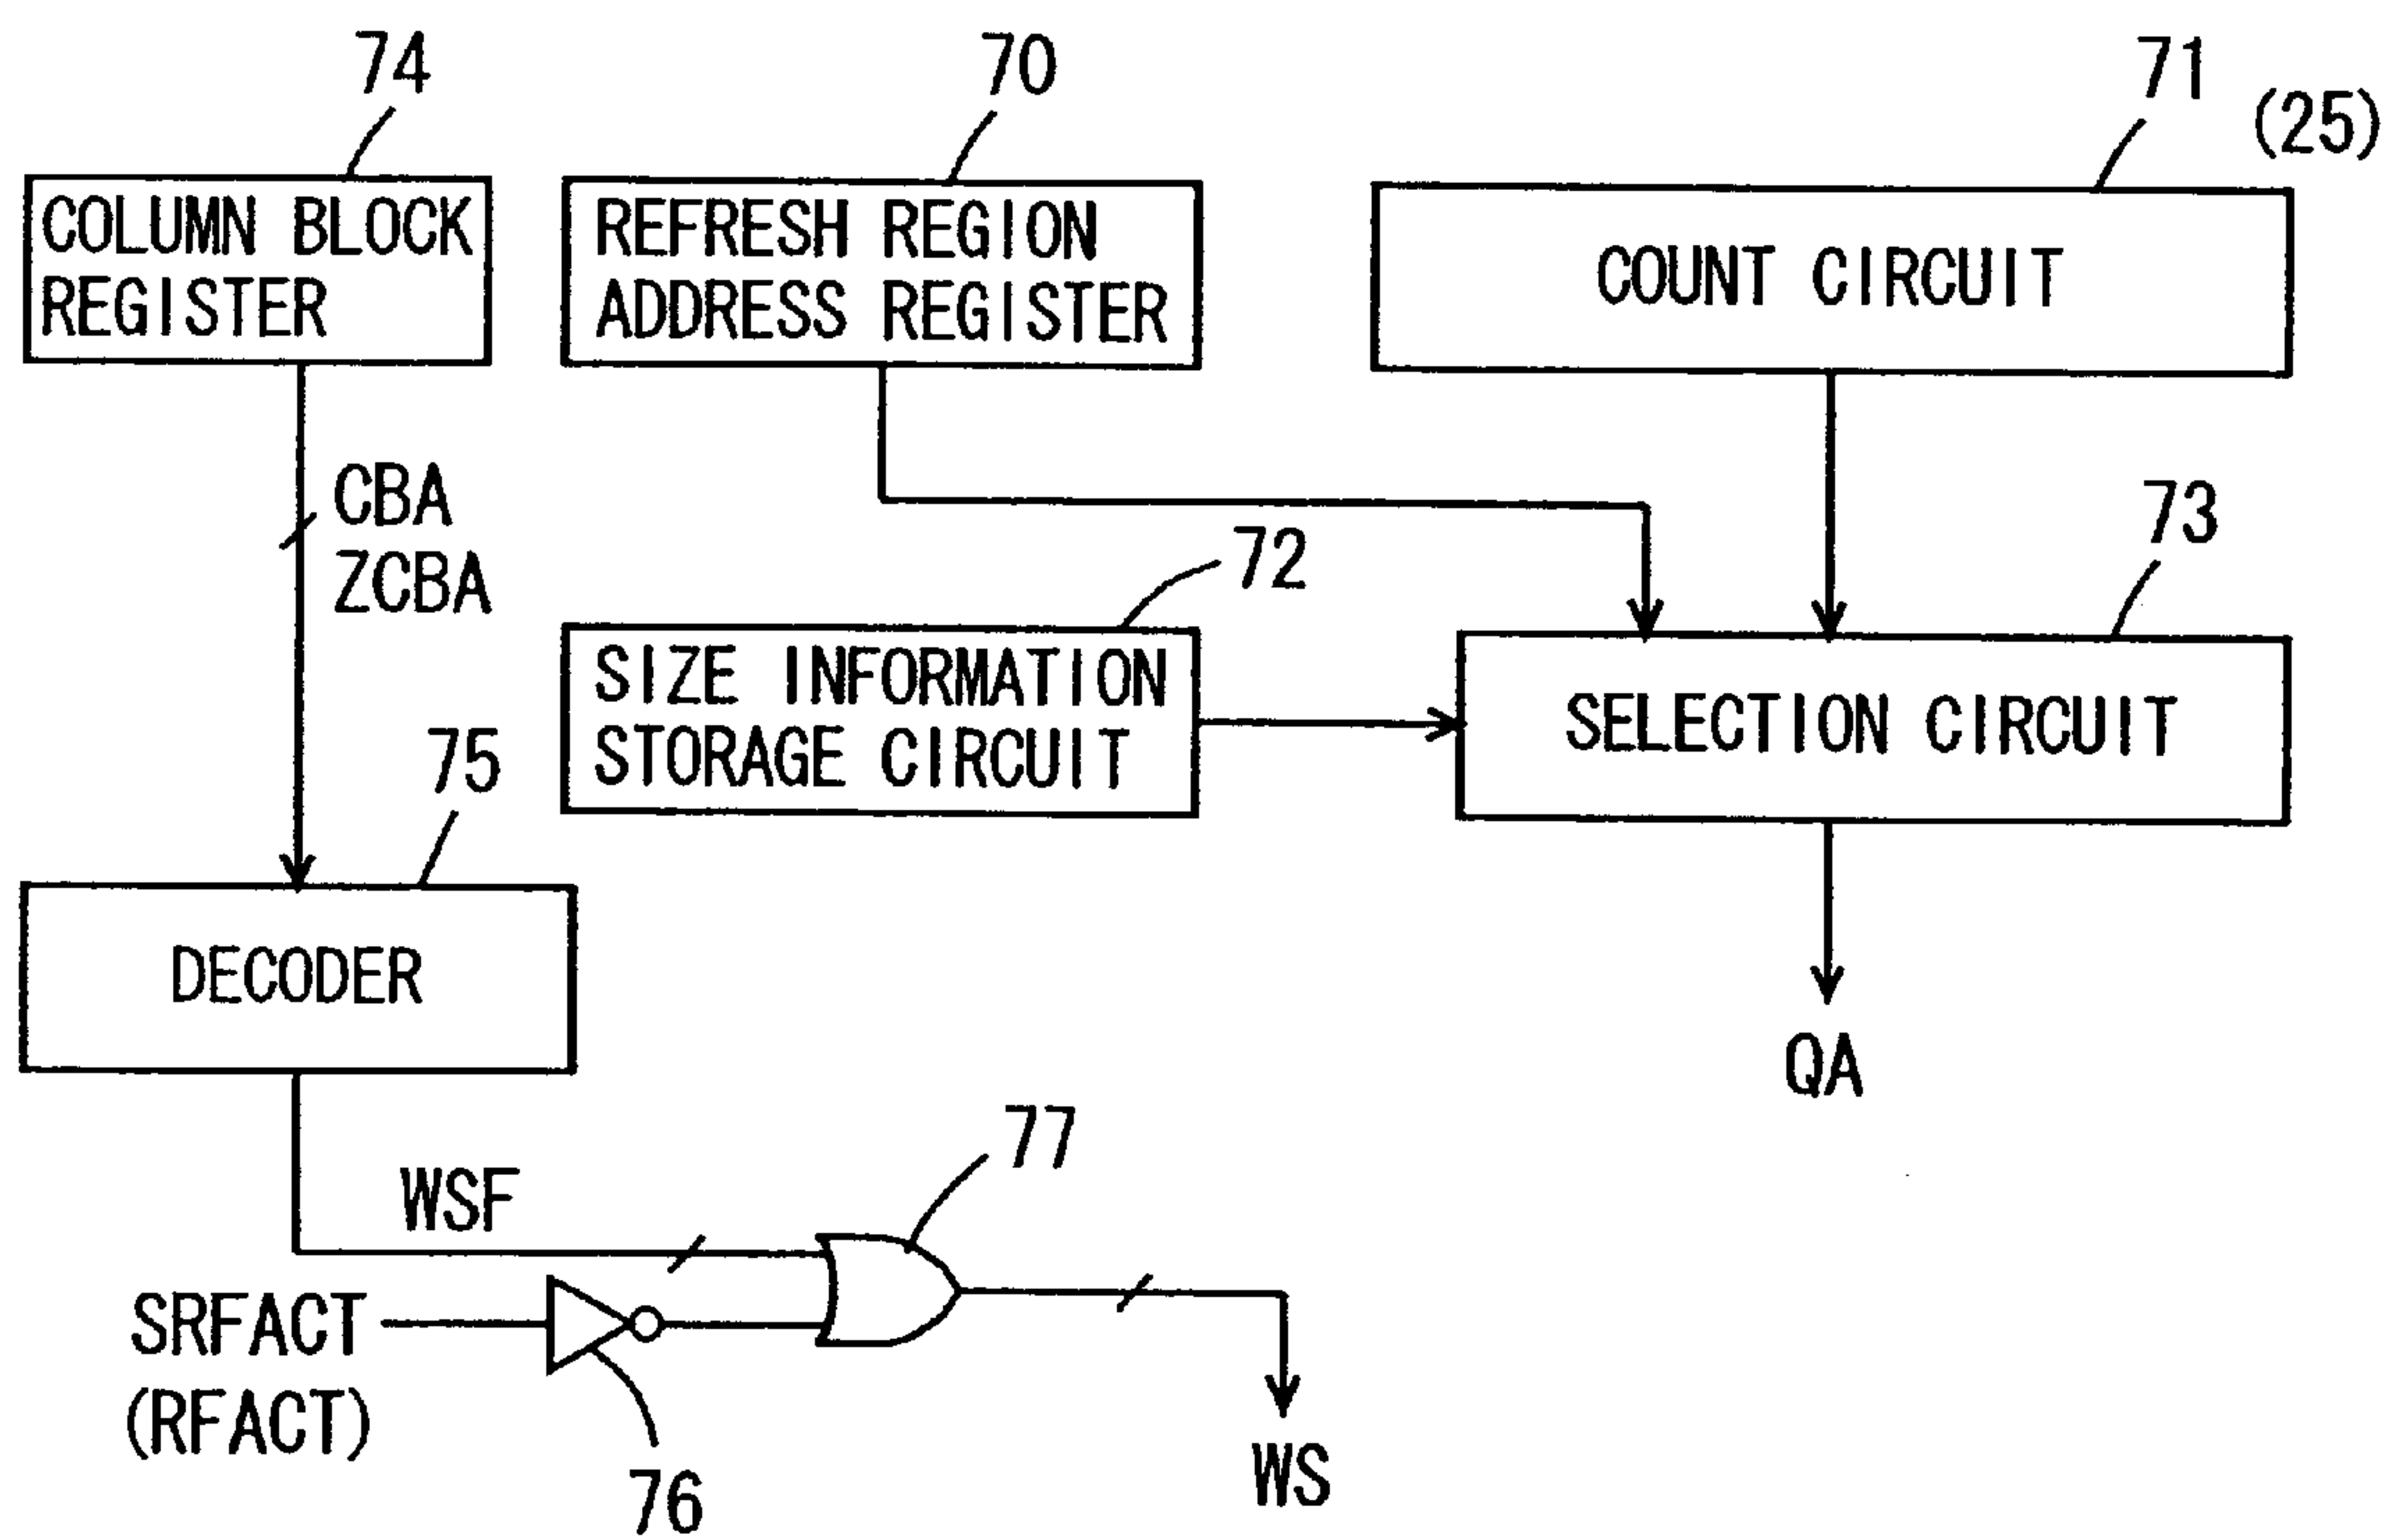 74
70
71
(25)
COLUMN BLOCK
REGISTER
REFRESH REGION
ADDRESS REGISTER
COUNT CIRCUIT
CBA
ZCBA
72
73
SIZE INFORMATION
STORAGE CIRCUIT
SELECTION CIRCUIT
75
DECODER
QA
77
WSF
SRFACT
(RFACT)
76
WS